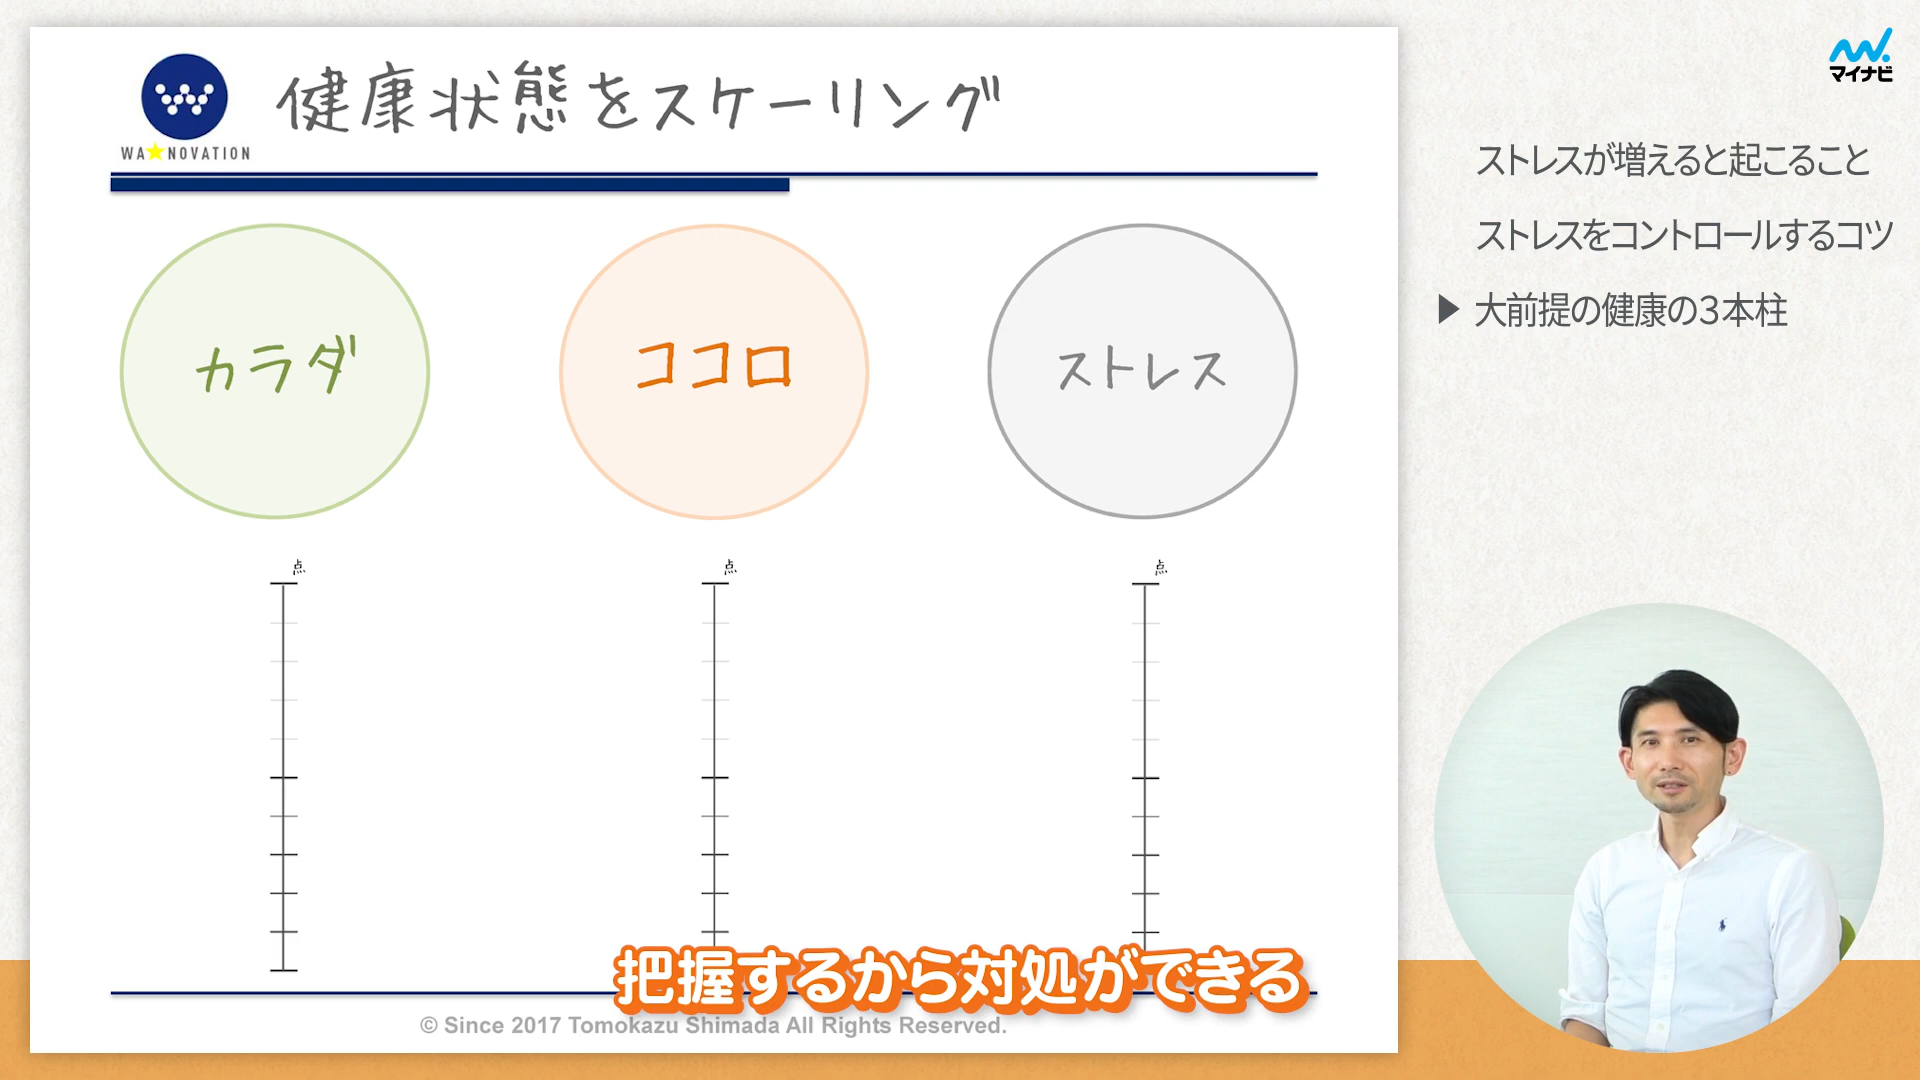 WA★NOVATION
健康状態をスケーリング
カラダ
ココロ
ストレス
点
点
点
把握するから対処ができる
© Since 2017 Tomokazu Shimada All Rights Reserved.
マイナビ
ストレスが増えると起こること
ストレスをコントロールするコツ
▶ 大前提の健康の3本柱